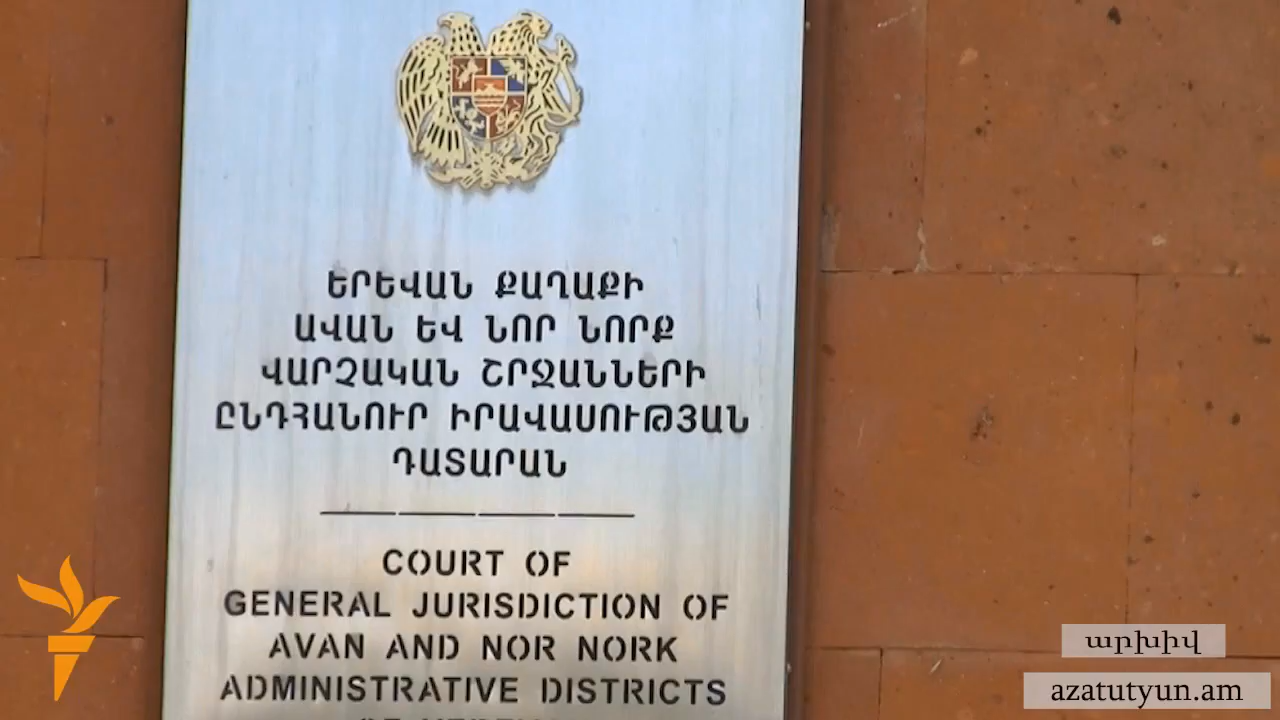 ԵՐԵՎԱՆ ՔԱՂԱՔԻ
ԱՎԱՆ ԵՎ ՆՈՐ ՆՈՐՔ
ՎԱՐՉԱԿԱՆ ՇՐՋԱՆՆԵՐԻ
ԸՆԴՀԱՆՈՒՐ ԻՐԱՎԱՍՈՒԹՅԱՆ
ԴԱՏԱՐԱՆ
COURT OF
GENERAL JURISDICTION OF
AVAN AND NOR NORK
ADMINISTRATIVE DISTRICTS
արխիվ
azatutyun.am